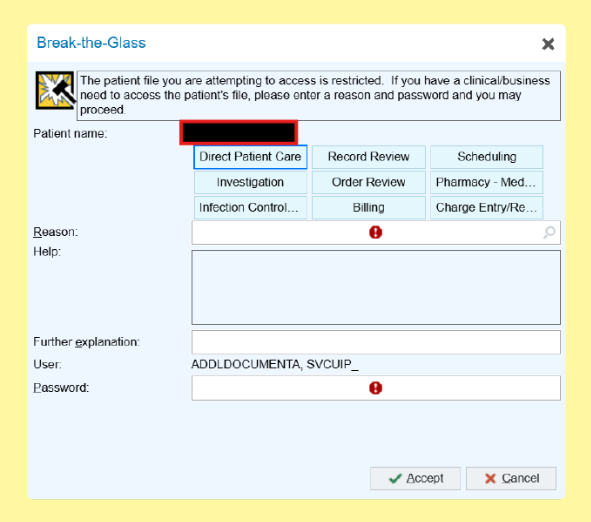 Break-the-Glass
The patient file you are attempting to access is restricted. If you have a clinical/business
need to access the patient's file, please enter a reason and password and you may
proceed.
Patient name:
Direct Patient Care Record Review Scheduling
Investigation Order Review Pharmacy - Med...
Infection Control... Billing Charge Entry/Re...
Reason:
Help:
Further explanation:
User: ADDLDOCUMENTA, SVCUIP_
Password:
Accept Cancel